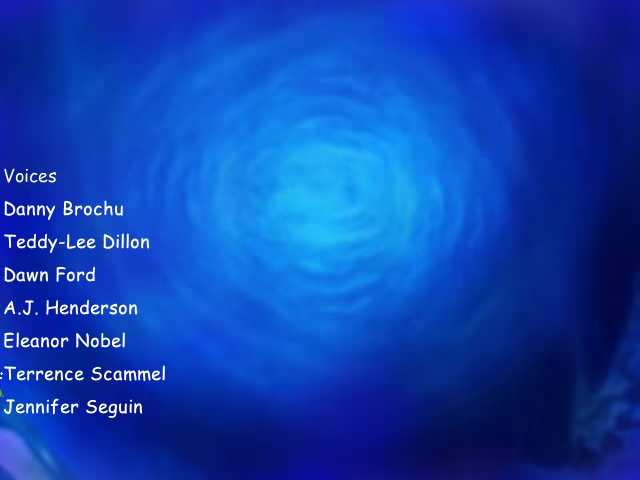 Voices
Danny Brochu
Teddy-Lee Dillon
Dawn Ford
A.J. Henderson
Eleanor Nobel
Terrence Scammel
Jennifer Seguin